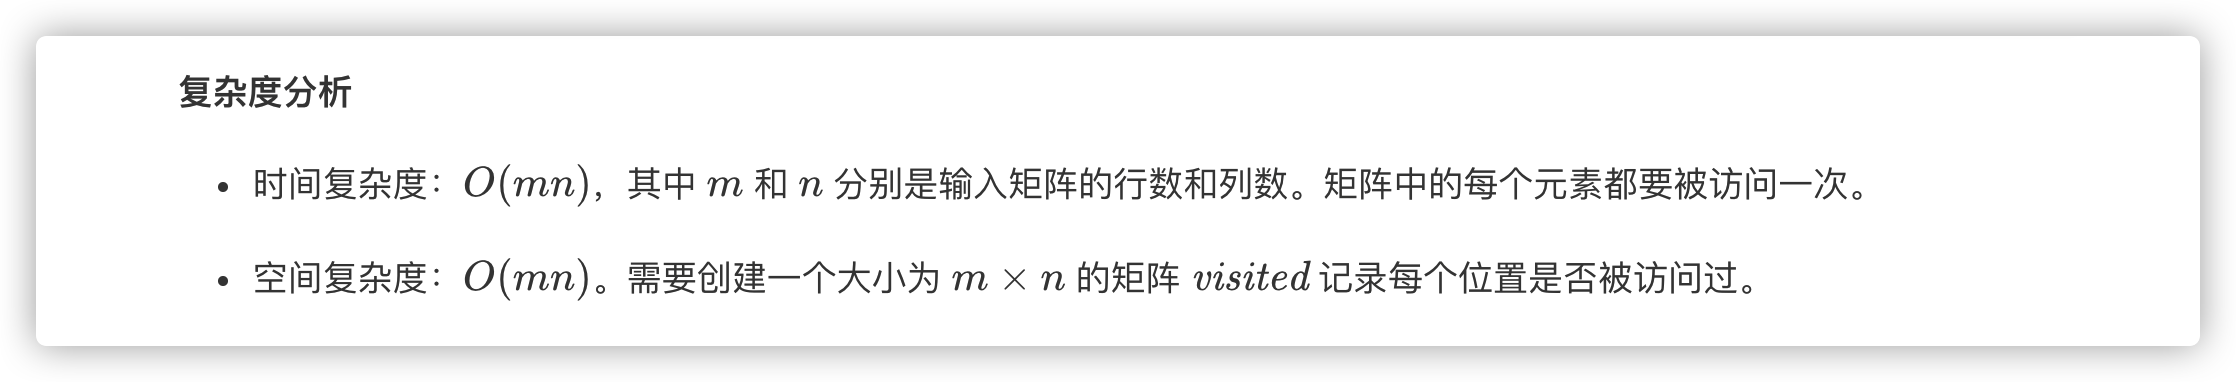 复杂度分析
• 时间复杂度：O(mn)，其中 m 和 n 分别是输入矩阵的行数和列数。矩阵中的每个元素都要被访问一次。
• 空间复杂度：O(mn)。需要创建一个大小为 m × n 的矩阵 visited 记录每个位置是否被访问过。